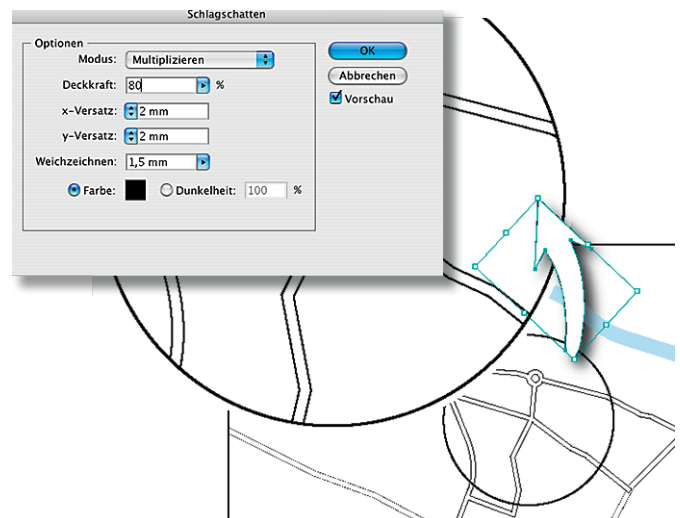 Schlagschatten
Optionen
Modus: Multiplizieren
Deckkraft: 80 %
x-Versatz: 2 mm
y-Versatz: 2 mm
Weichzeichnen: 1,5 mm
Farbe: Dunkelheit: 100 %
OK
Abbrechen
Vorschau